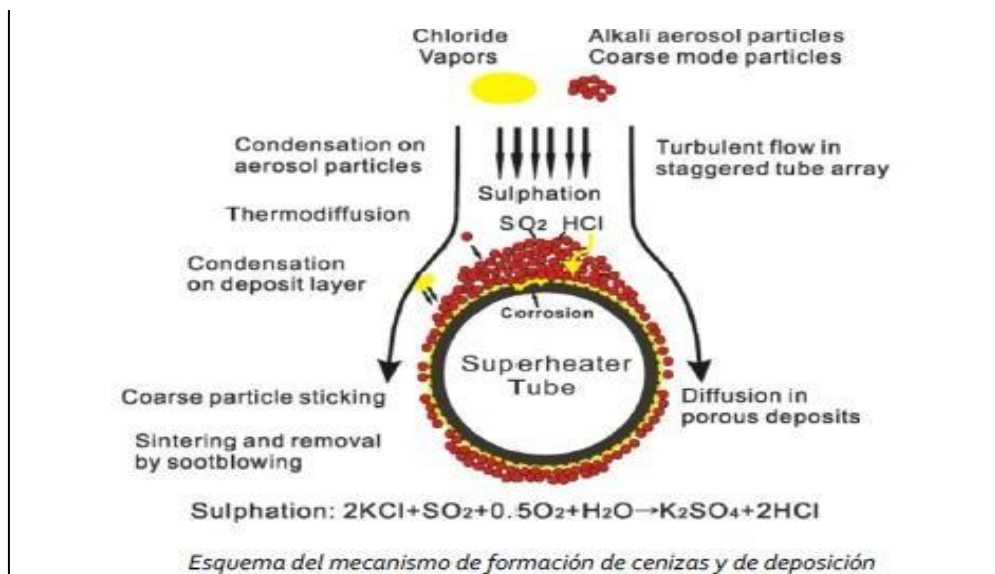 Chloride
Vapors
Alkali aerosol particles
Coarse mode particles
Condensation on
aerosol particles
Turbulent flow in
staggered tube array
Sulphation
Thermodiffusion
SO₂ HCl
Condensation
on deposit layer
Corrosion
Superheater
Tube
Coarse particle sticking
Diffusion in
porous deposits
Sintering and removal
by sootblowing
Sulphation: 2KCl+SO₂+0.5O₂+H₂O→K₂SO₄+2HCl
Esquema del mecanismo de formación de cenizas y de deposición